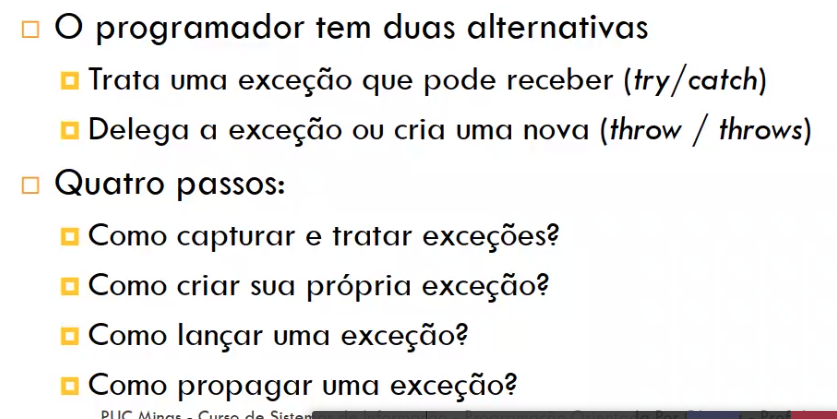 O programador tem duas alternativas
Trata uma exceção que pode receber (try/catch)
Delega a exceção ou cria uma nova (throw / throws)
Quatro passos:
Como capturar e tratar exceções?
Como criar sua própria exceção?
Como lançar uma exceção?
Como propagar uma exceção?
PUC Minas - Curso de